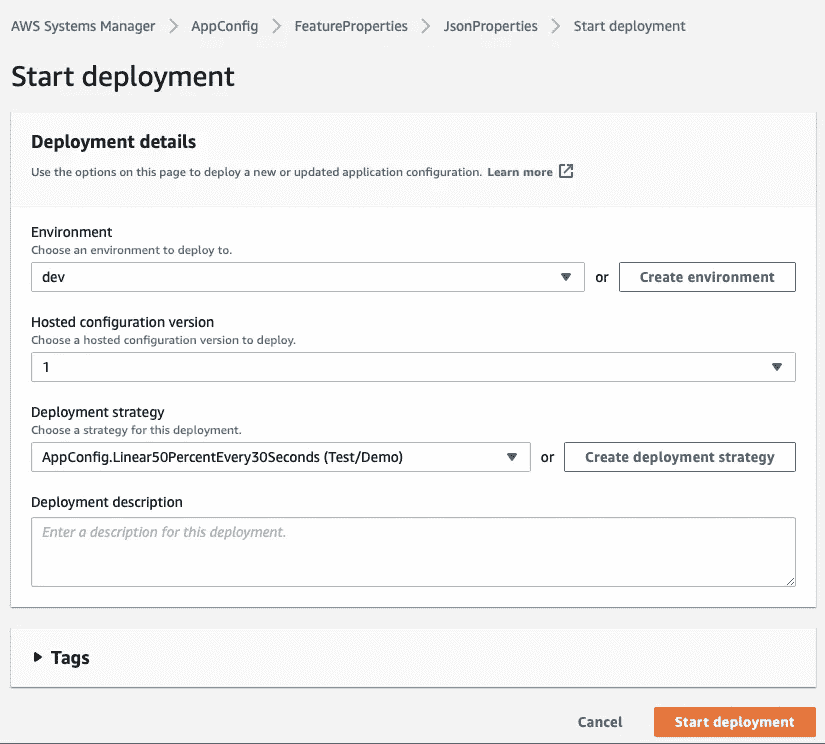 AWS Systems Manager > AppConfig > FeatureProperties > JsonProperties > Start deployment
Start deployment
Deployment details
Use the options on this page to deploy a new or updated application configuration. Learn more
Environment
Choose an environment to deploy to.
dev or Create environment
Hosted configuration version
Choose a hosted configuration version to deploy.
1
Deployment strategy
Choose a strategy for this deployment.
AppConfig.Linear50PercentEvery30Seconds (Test/Demo) or Create deployment strategy
Deployment description
Enter a description for this deployment.
Tags
Cancel Start deployment